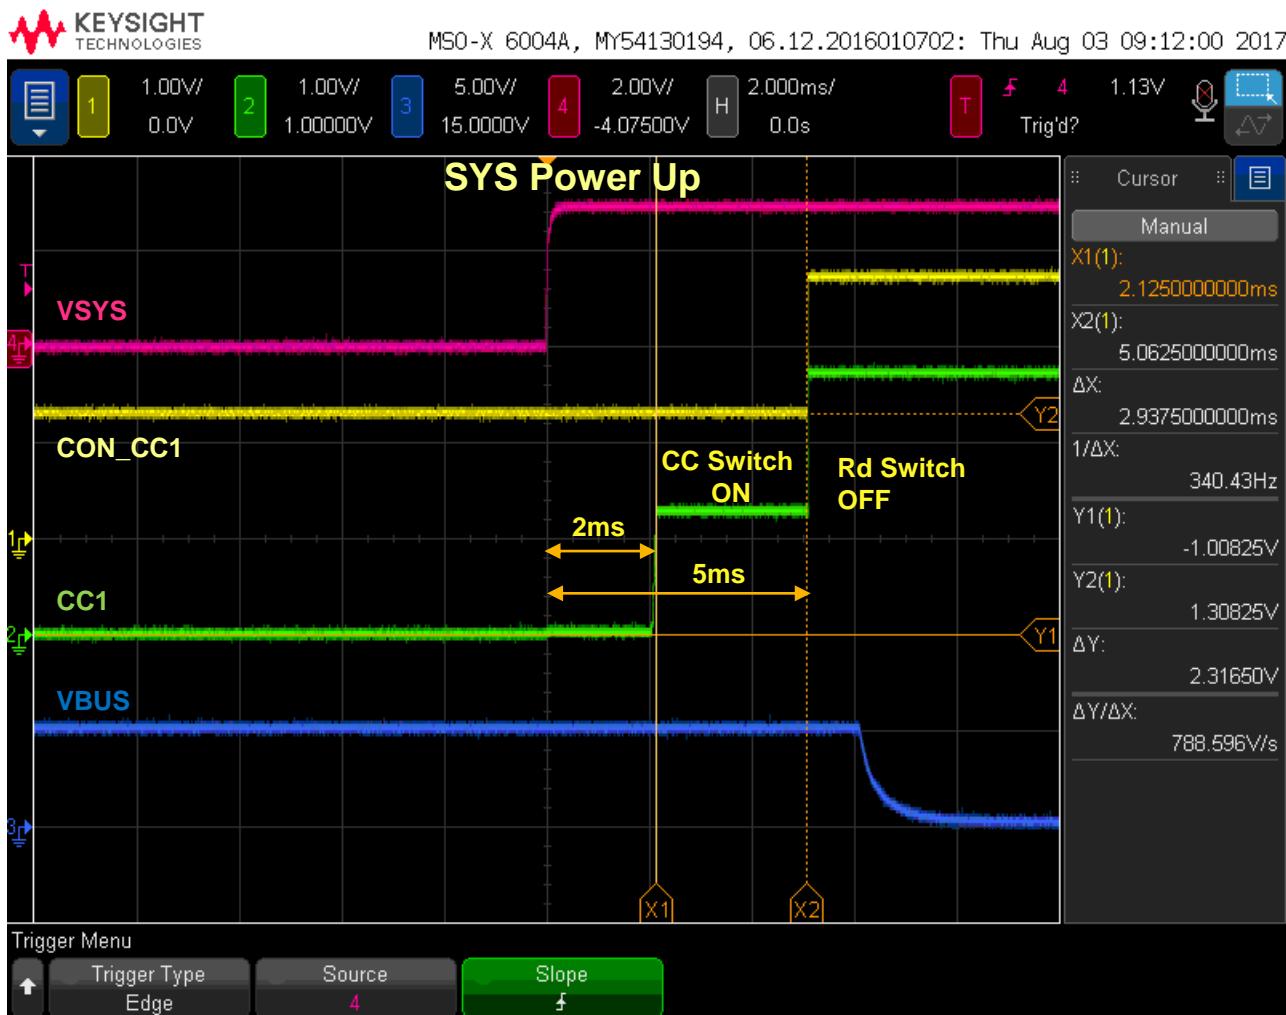 KEYSIGHT
TECHNOLOGIES
MSO-X 6004A, MY54130194, 06.12.2016010702: Thu Aug 03 09:12:00 2017
1 1.00V/ 2 1.00V/ 3 5.00V/ 4 2.00V/ H 2.000ms/ T 4 1.13V
0.0V 1.00000V 15.0000V -4.07500V 0.0s Trig'd?
SYS Power Up
Cursor
Manual
X1(1):
2.1250000000ms
X2(1):
5.0625000000ms
ΔX:
2.9375000000ms
1/ΔX:
340.43Hz
Y1(1):
-1.00825V
Y2(1):
1.30825V
ΔY:
2.31650V
ΔY/ΔX:
788.596V/s
T
VSYS
4
Y2
CON_CC1
CC Switch
ON
Rd Switch
OFF
1
2ms
5ms
CC1
2
Y1
VBUS
3
X1 X2
Trigger Menu
Trigger Type
Edge
Source
4
Slope